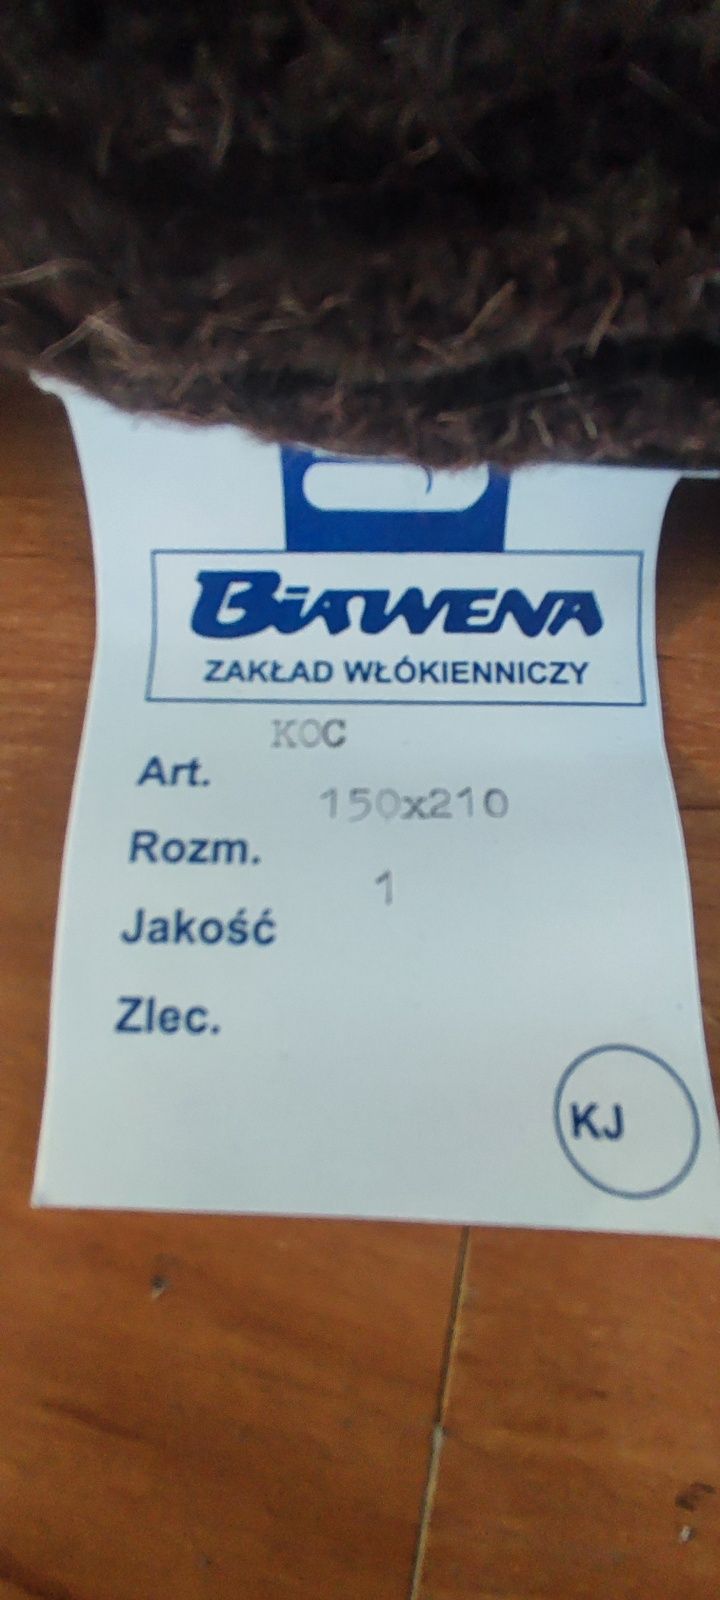 BIAWENA
ZAKŁAD WŁÓKIENNICZY
Art. KOC
Rozm. 150x210
Jakość 1
Zlec.
KJ